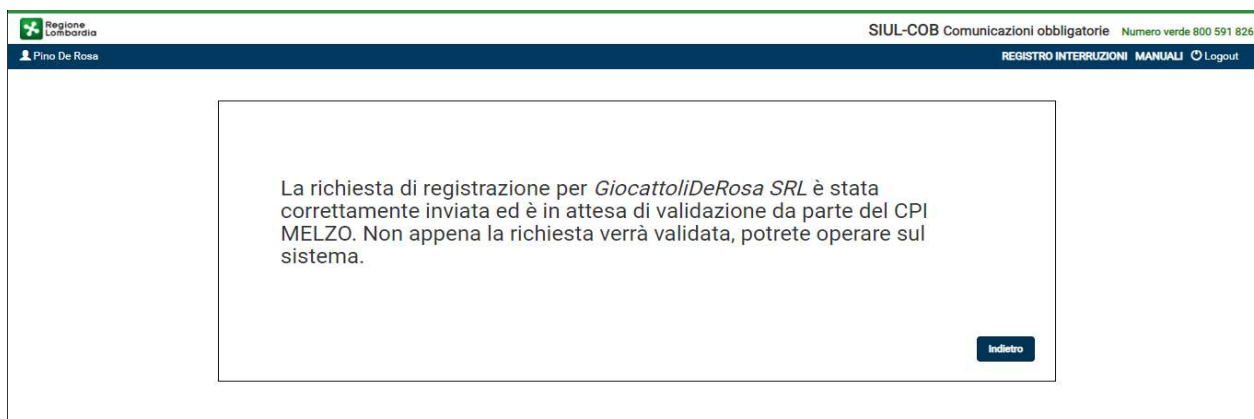 Regione
Lombardia
SIUL-COB Comunicazioni obbligatorie Numero verde 800 591 826
Pino De Rosa
REGISTRO INTERRUZIONI MANUALI Logout
La richiesta di registrazione per GiocattoliDeRosa SRL è stata
correttamente inviata ed è in attesa di validazione da parte del CPI
MELZO. Non appena la richiesta verrà validata, potrete operare sul
sistema.
Indietro